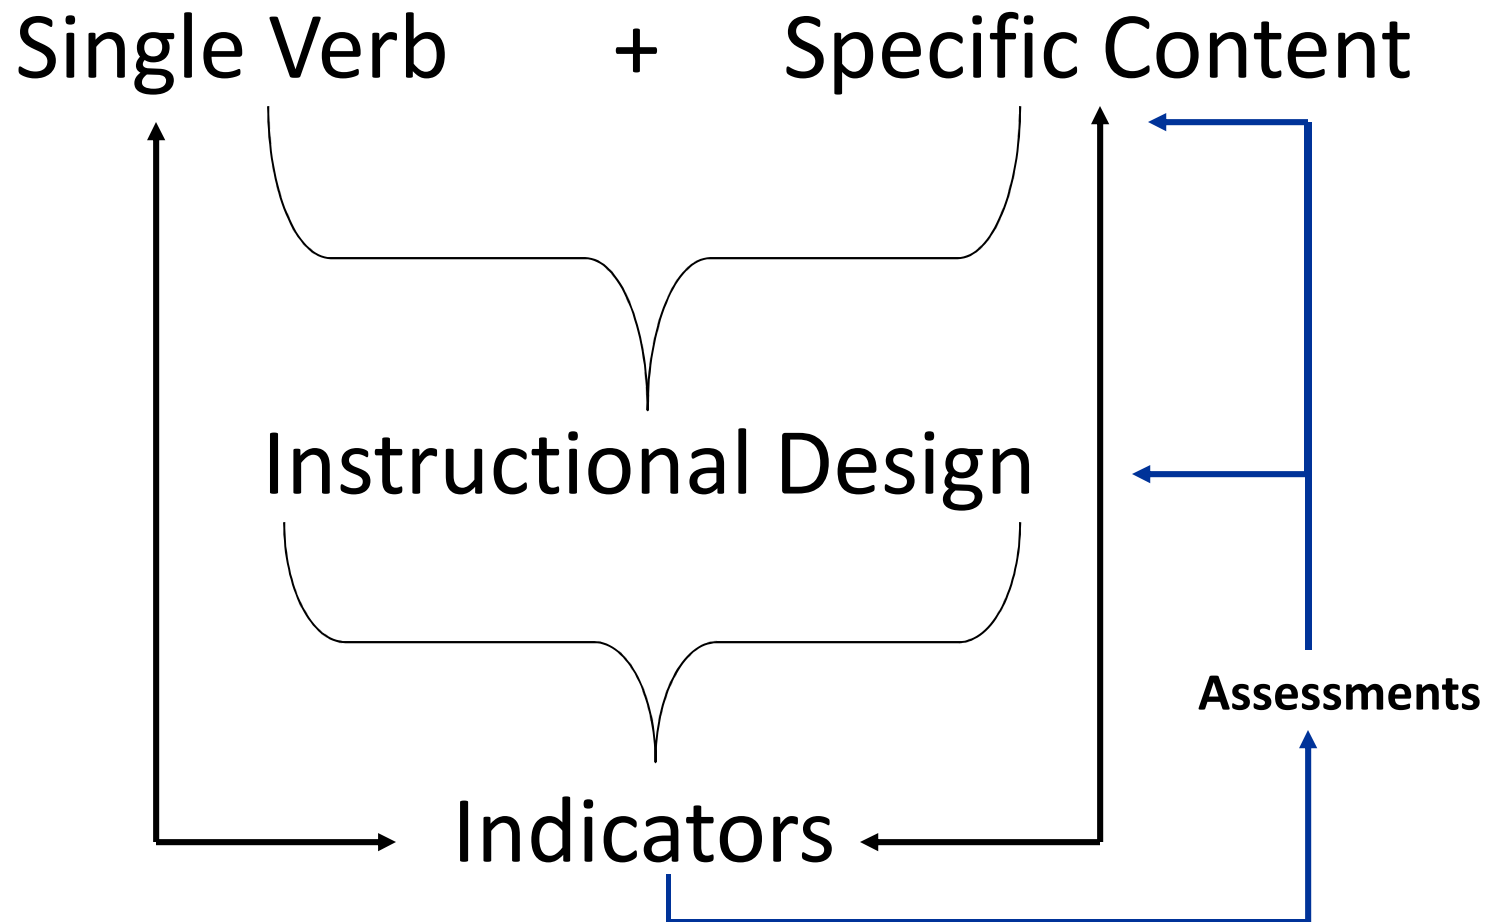 Single Verb + Specific Content
Instructional Design
Assessments
Indicators